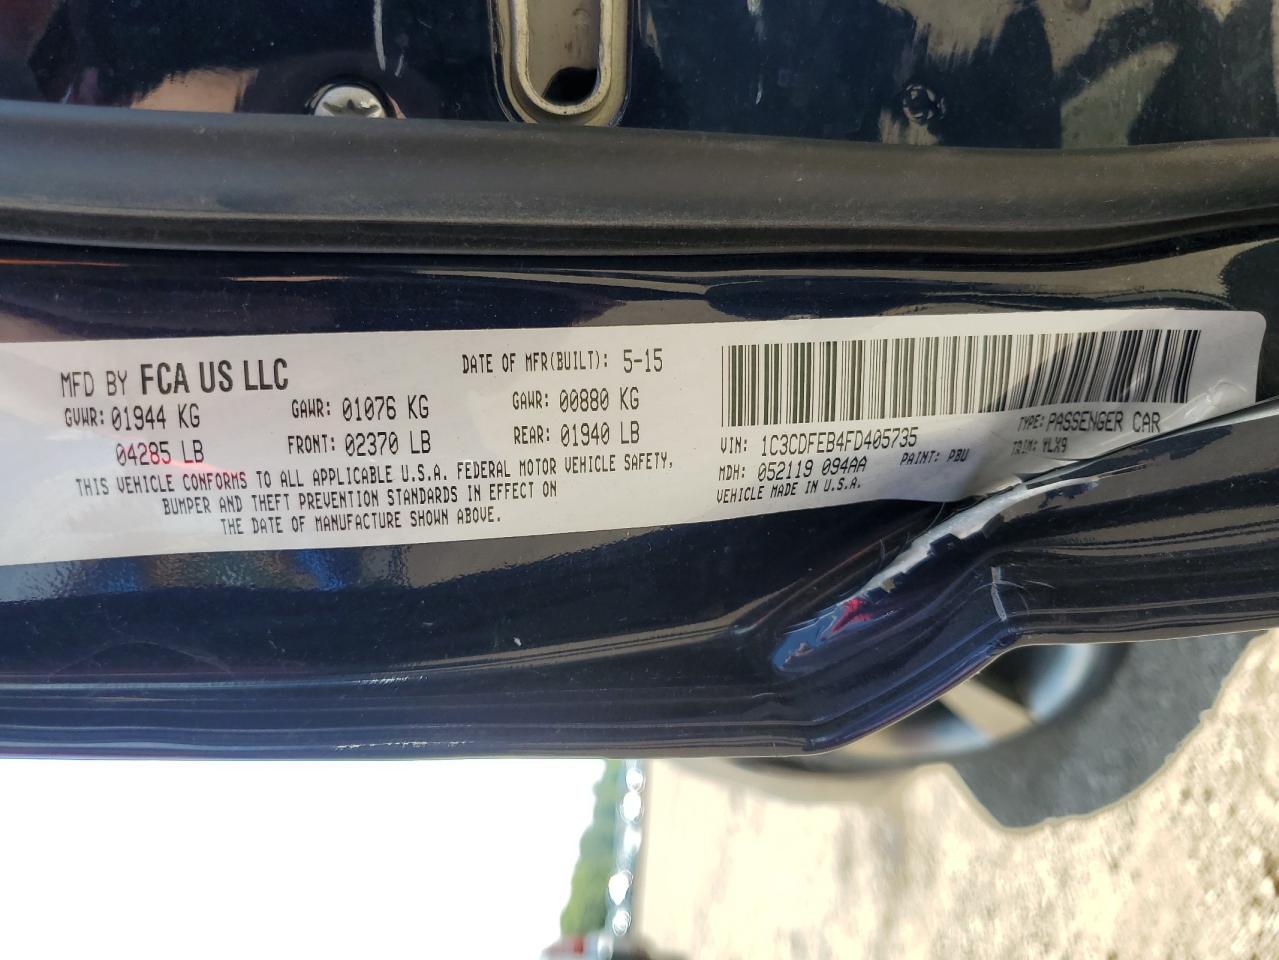 MFD BY FCA US LLC DATE OF MFR(BUILT): 5-15
GVWR: 01944 KG GAWR: 01076 KG GAWR: 00880 KG
04285 LB FRONT: 02370 LB REAR: 01940 LB
THIS VEHICLE CONFORMS TO ALL APPLICABLE U.S.A. FEDERAL MOTOR VEHICLE SAFETY,
BUMPER AND THEFT PREVENTION STANDARDS IN EFFECT ON
THE DATE OF MANUFACTURE SHOWN ABOVE.
VIN: 1C3CDFEB4FD405735 TYPE: PASSENGER CAR
MDH: 052119 094AA PAINT: PBU TRIM: YLX9
VEHICLE MADE IN U.S.A.